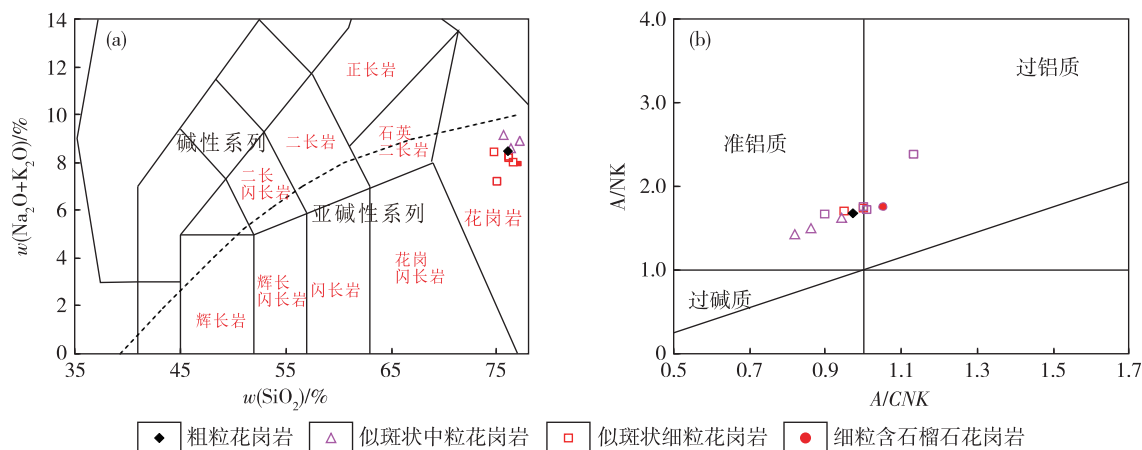 (a)
14
12
10
8
6
4
2
0
w(Na2O+K2O)/%
35 45 55 65 75
w(SiO2)/%
正长岩
碱性系列
二长岩
石英
二长岩
二长
闪长岩
亚碱性系列
花岗岩
辉长
闪长岩
闪长岩
花岗
闪长岩
辉长岩
(b)
4.0
3.0
2.0
1.0
0
A/NK
0.5 0.7 0.9 1.1 1.3 1.5 1.7
A/CNK
过铝质
准铝质
过碱质
粗粒花岗岩 似斑状中粒花岗岩 似斑状细粒花岗岩 细粒含石榴石花岗岩